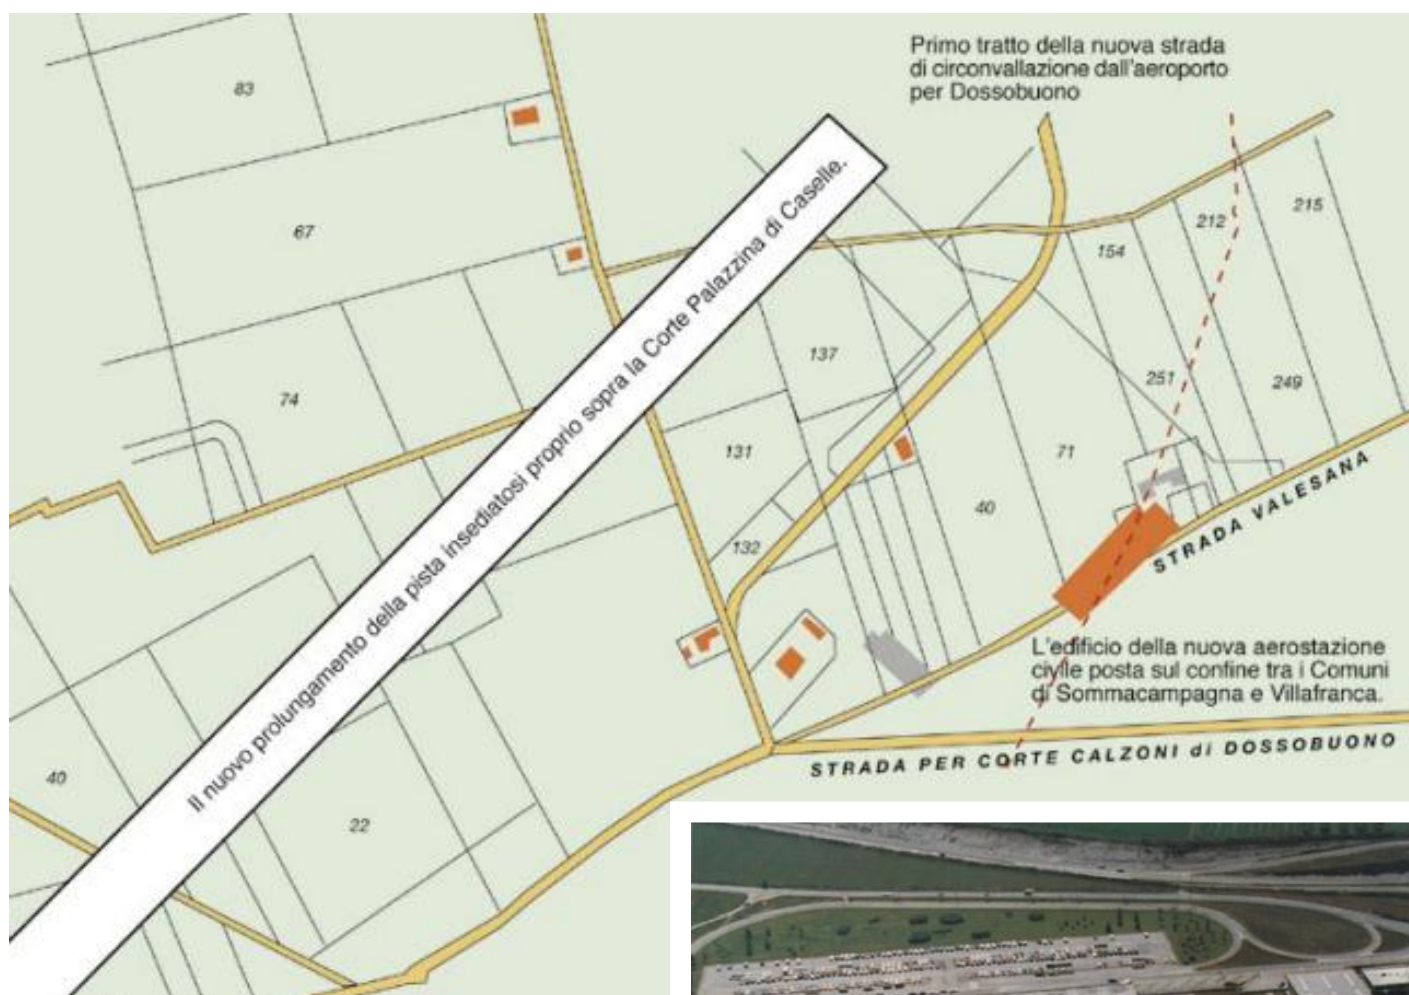 Primo tratto della nuova strada
di circonvallazione dall'aeroporto
per Dossobuono
83
67
74
Il nuovo prolungamento della pista insediatosi proprio sopra la Corte Palazzina di Caselle.
215
212
154
137
251
249
131
71
40
132
STRADA VALESANA
L'edificio della nuova aerostazione
civile posta sul confine tra i Comuni
di Sommacampagna e Villafranca.
STRADA PER CORTE CALZONI di DOSSOBUONO
40
22